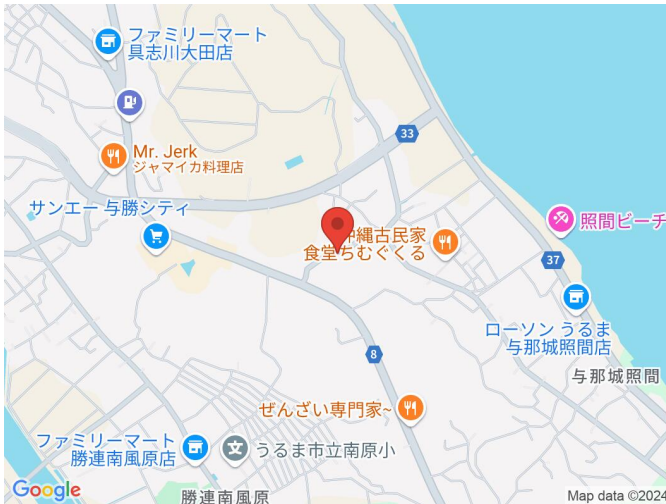 ファミリーマート
具志川大田店
33
Mr. Jerk
ジャマイカ料理店
サンエー 与勝シティ
照間ビーチ
沖縄古民家
食堂ちむぐくる
37
ローソン うるま
与那城照間店
8
与那城照間
ぜんざい専門家~
ファミリーマート
勝連南風原店
文
うるま市立南原小
Google
勝連南風原
Map data ©2024